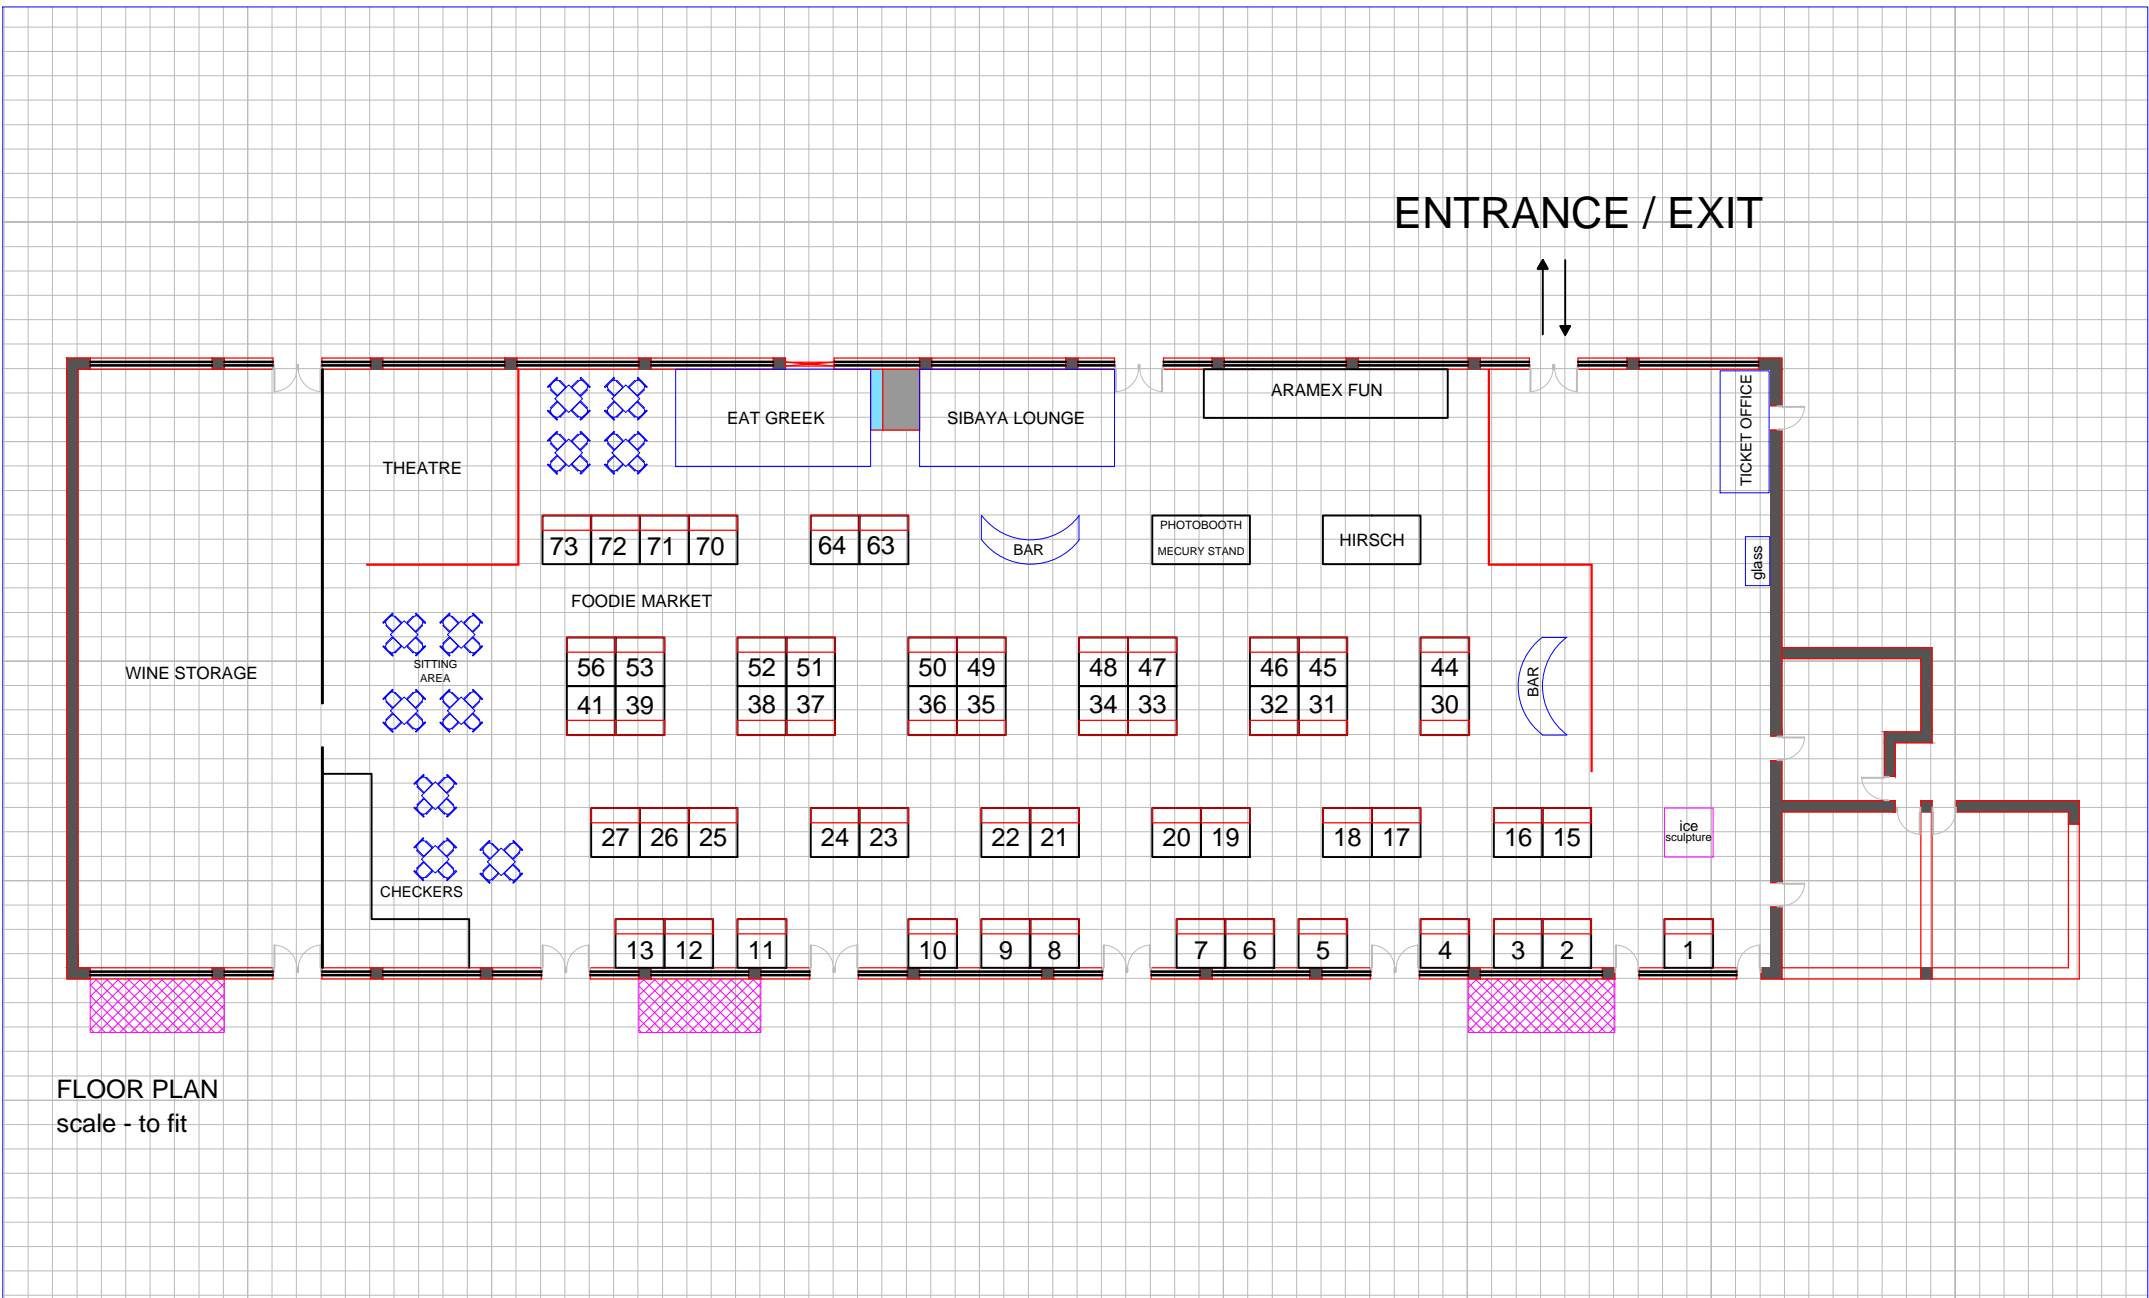 ENTRANCE / EXIT
ARAMEX FUN
EAT GREEK
SIBAYA LOUNGE
TICKET OFFICE
THEATRE
PHOTOBOOTH
MECURY STAND
HIRSCH
73 72 71 70
64 63
BAR
glass
FOODIE MARKET
WINE STORAGE
SITTING
AREA
56 53
52 51
50 49
48 47
46 45
44
41 39
38 37
36 35
34 33
32 31
30
BAR
27 26 25
24 23
22 21
20 19
18 17
16 15
ice
sculpture
CHECKERS
13 12
11
10
9 8
7 6
5
4
3 2
1
FLOOR PLAN
scale - to fit